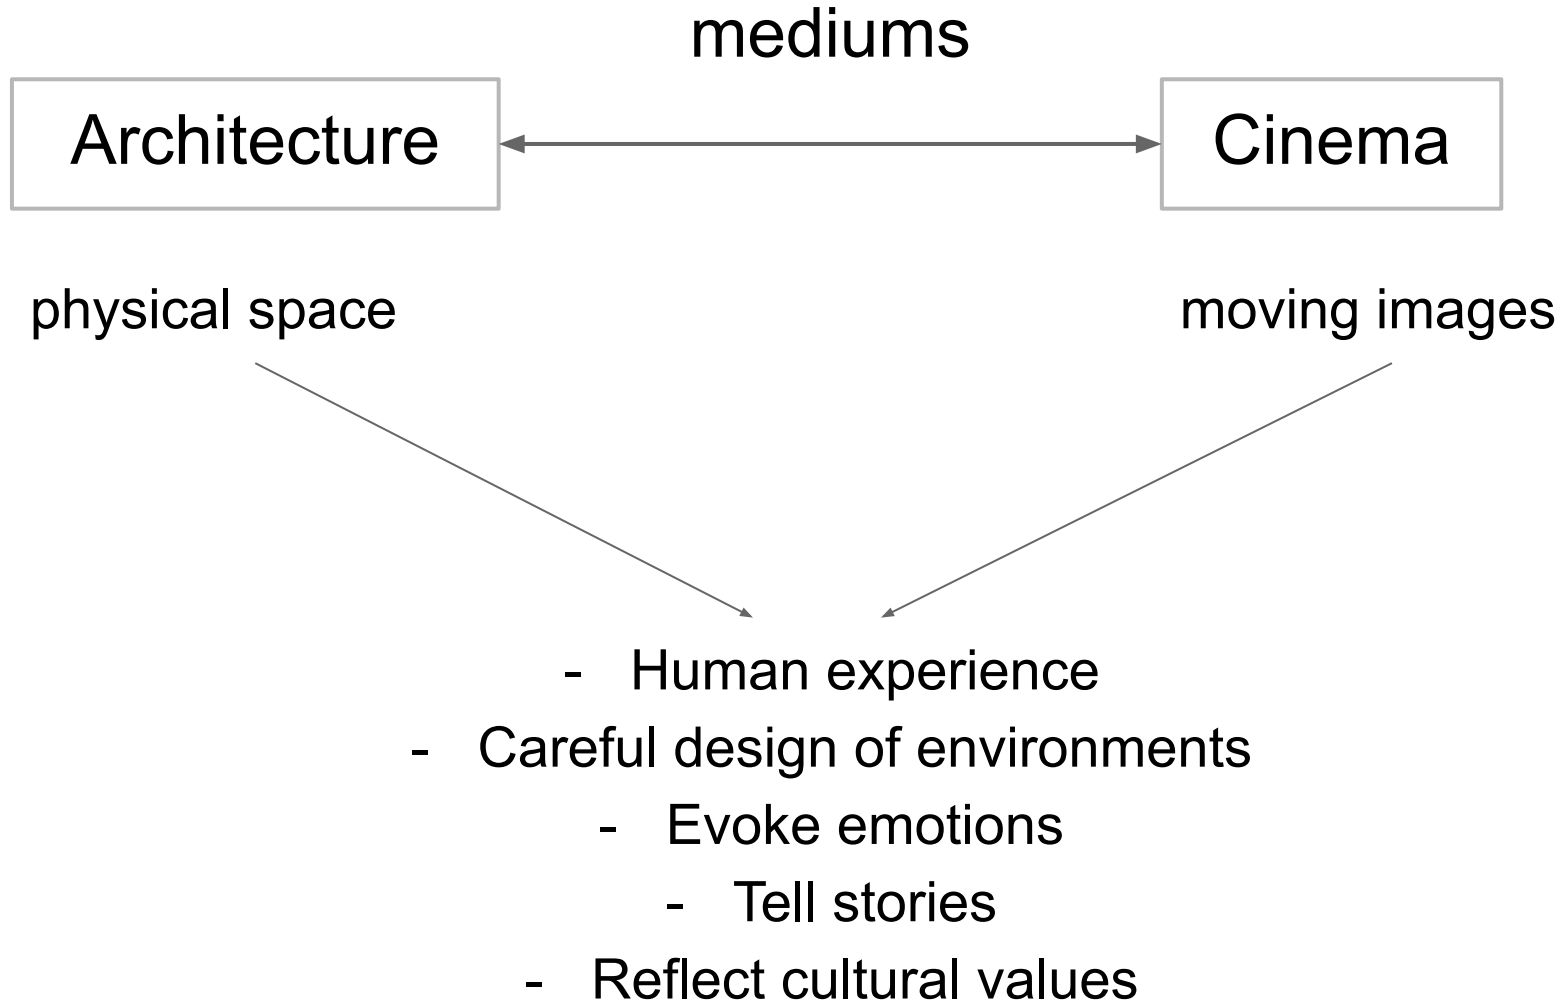 mediums
Architecture
Cinema
physical space
moving images
- Human experience
- Careful design of environments
- Evoke emotions
- Tell stories
- Reflect cultural values